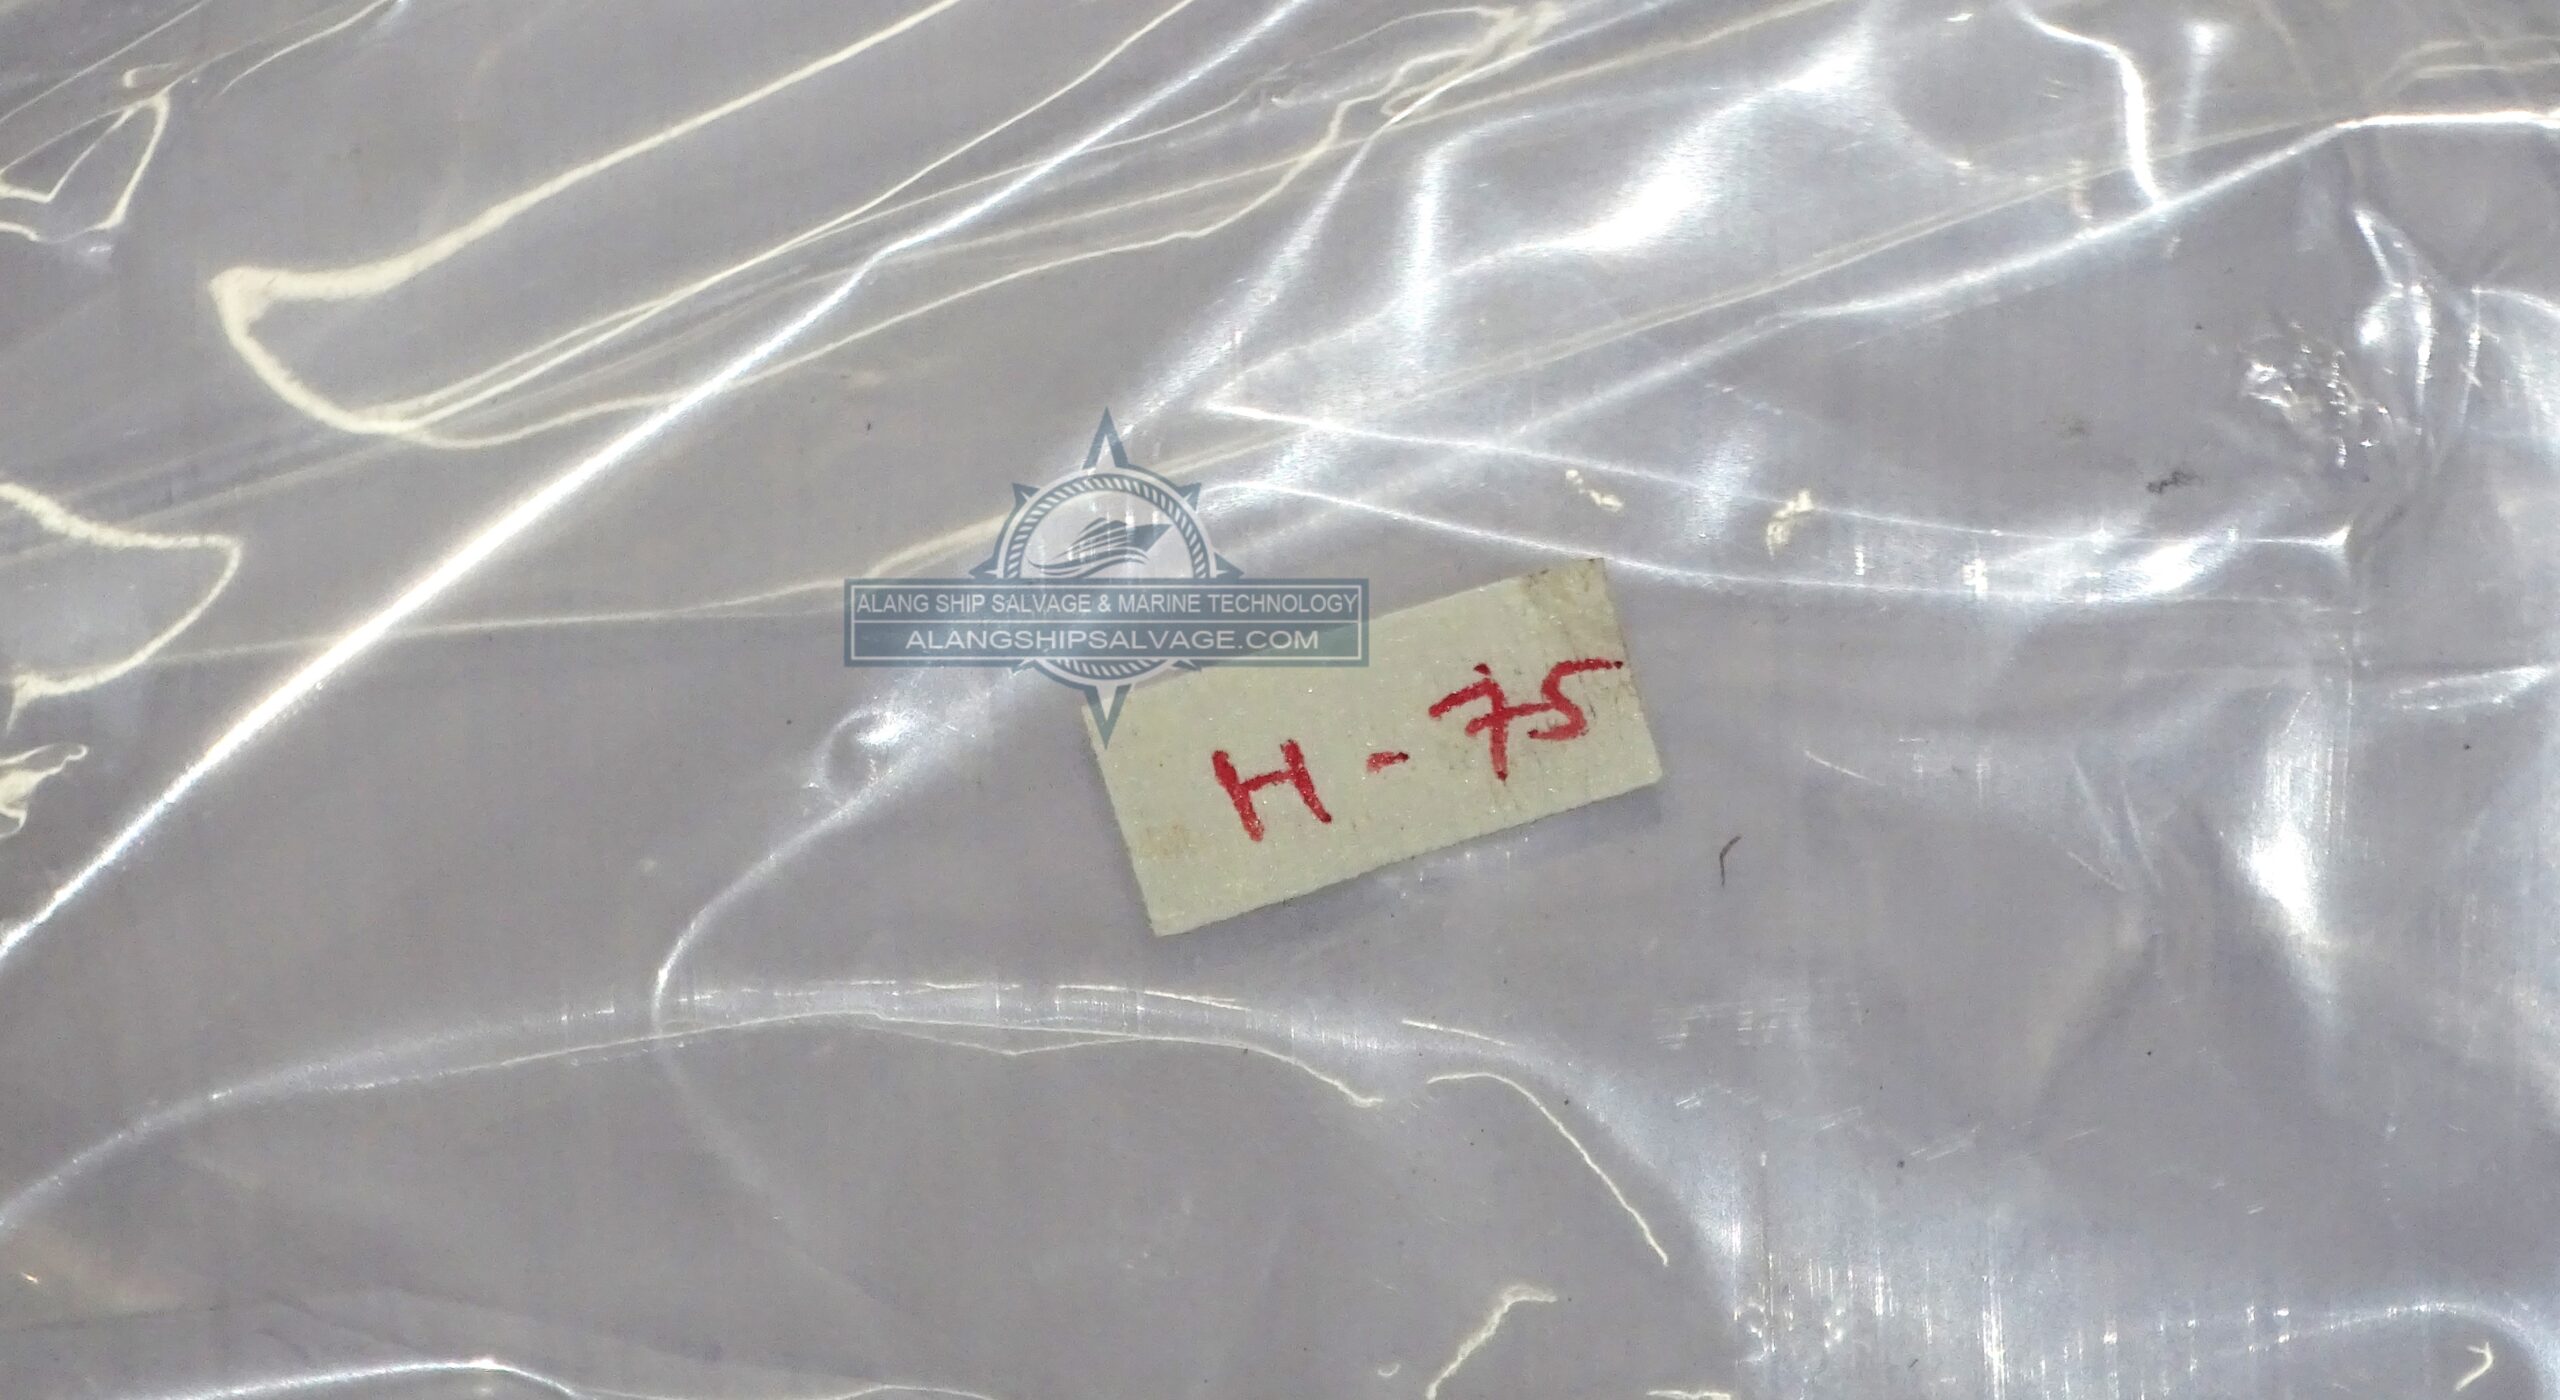 ALANG SHIP SALVAGE & MARINE TECHNOLOGY
ALANGSHIPSALVAGE.COM
H - 75